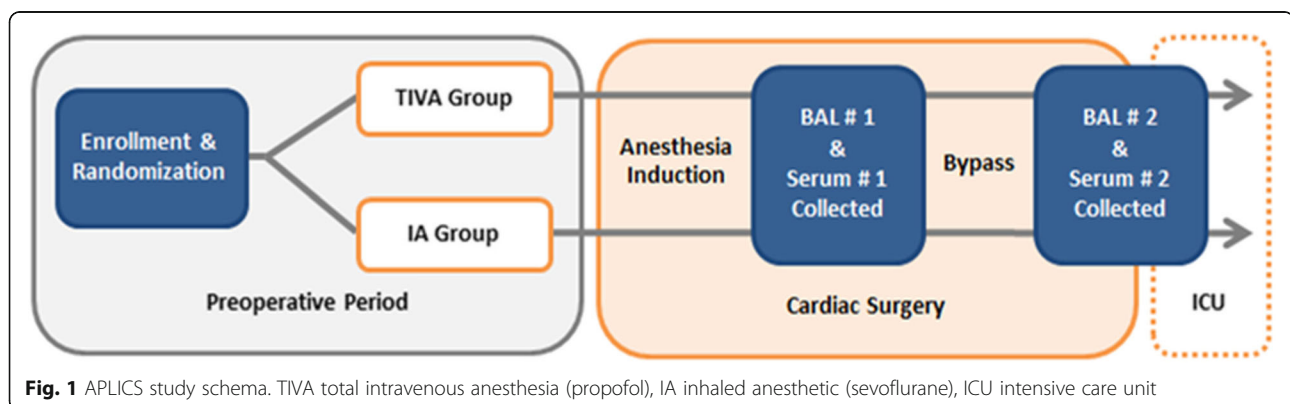 Enrollment &
Randomization
TIVA Group
IA Group
Preoperative Period
Anesthesia
Induction
BAL # 1
&
Serum # 1
Collected
Bypass
BAL # 2
&
Serum # 2
Collected
Cardiac Surgery
ICU
Fig. 1 APLICS study schema. TIVA total intravenous anesthesia (propofol), IA inhaled anesthetic (sevoflurane), ICU intensive care unit